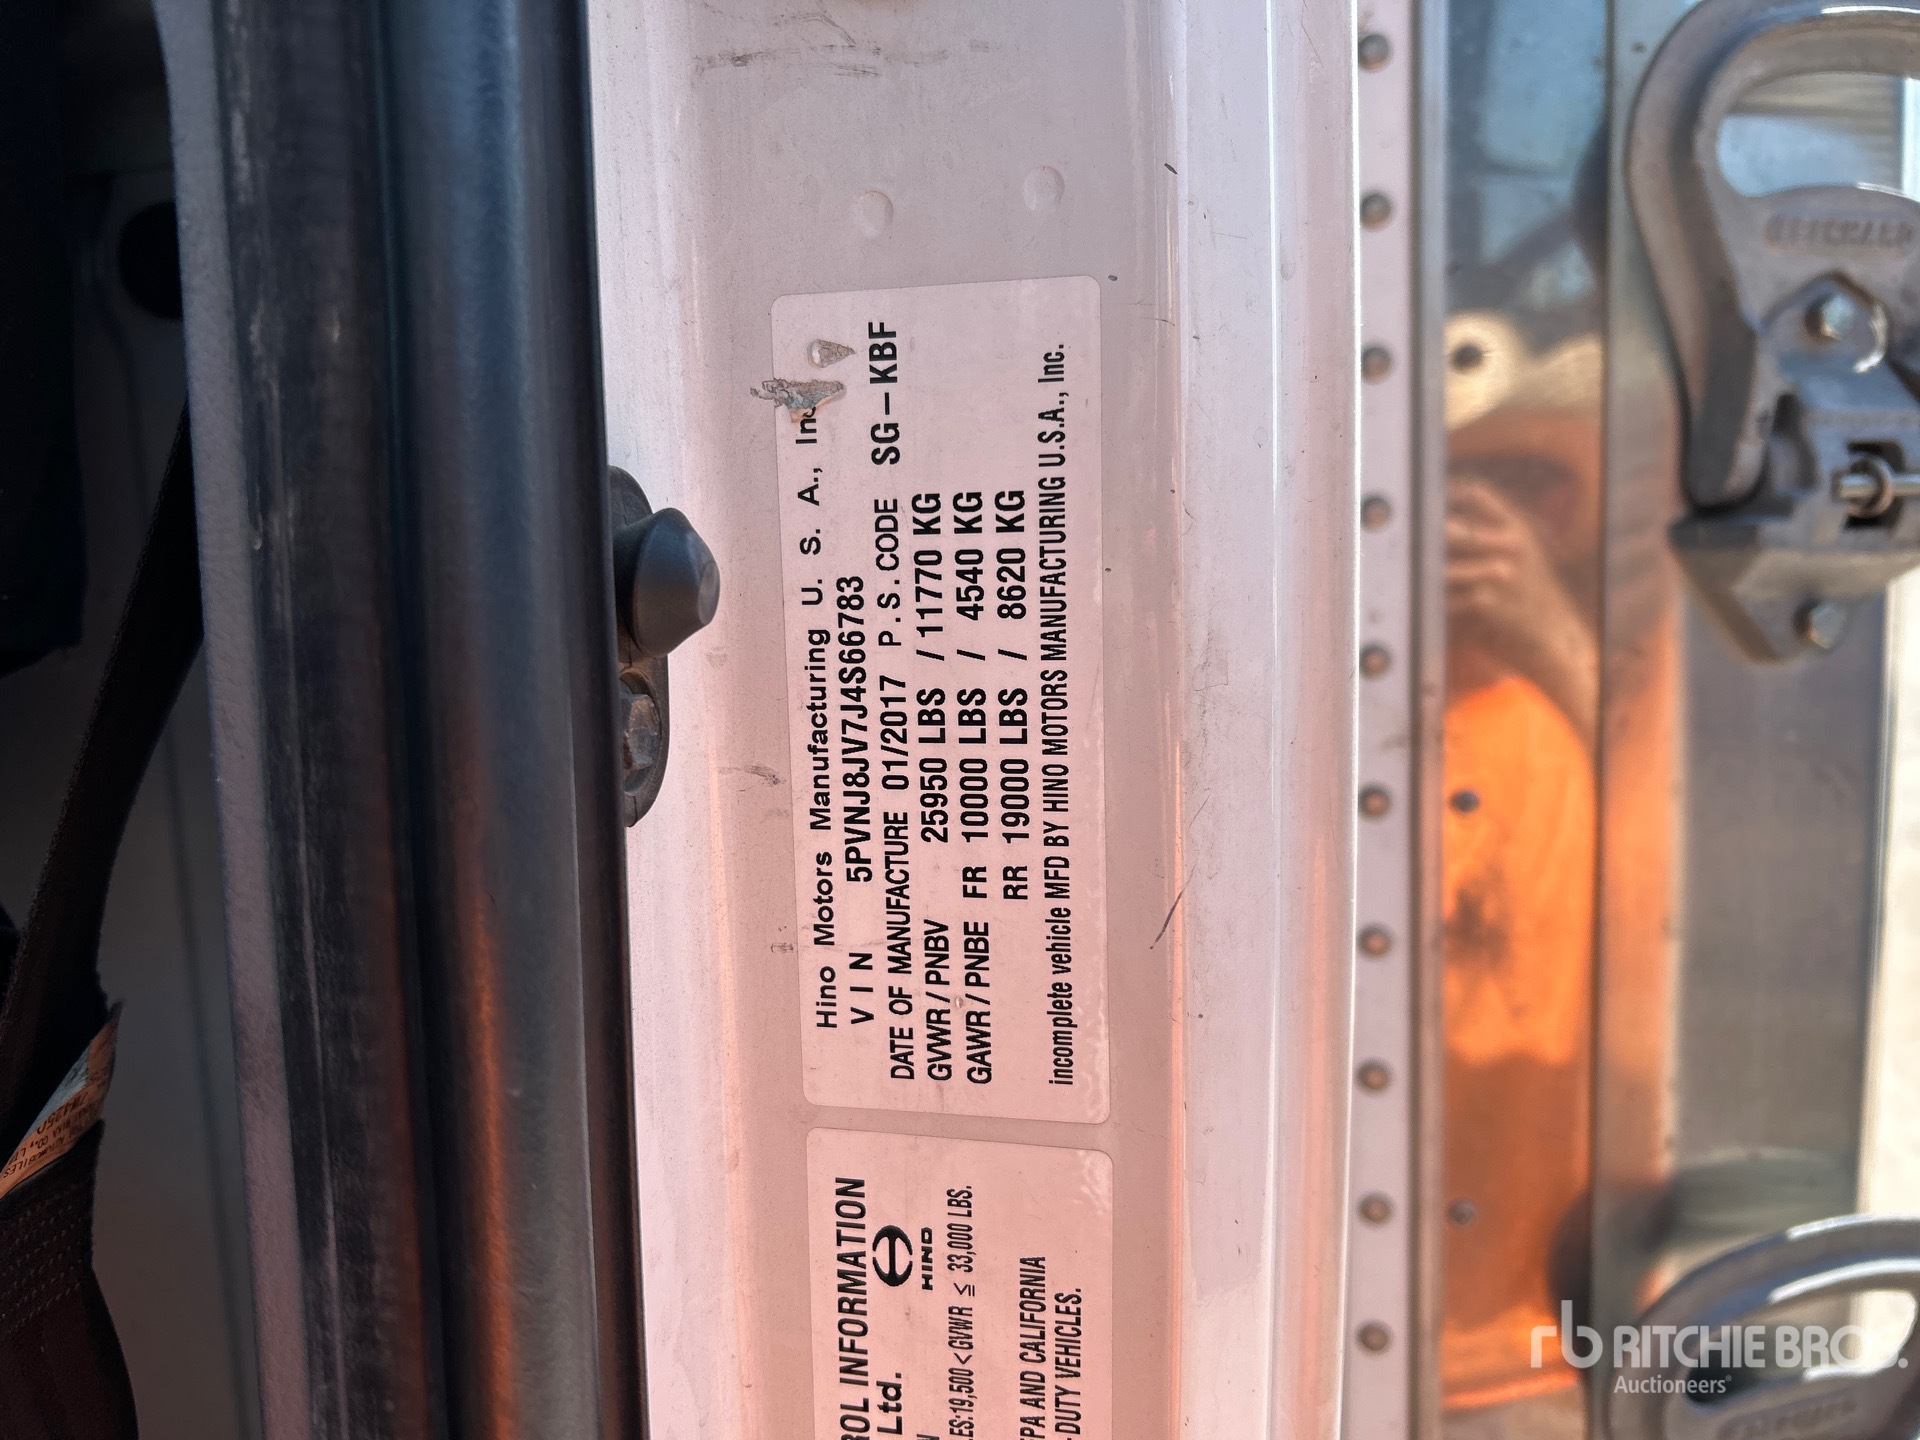 Hino Motors Manufacturing U. S. A., Inc
VIN 5PVNJ8JV7J4S66783
DATE OF MANUFACTURE 01/2017 P.S.CODE SG-KBF
GVWR/PNBV 25950 LBS / 11770 KG
GAWR/PNBE FR 10000 LBS / 4540 KG
RR 19000 LBS / 8620 KG
incomplete vehicle MFD BY HINO MOTORS MANUFACTURING U.S.A., Inc.
ROL INFORMATION
Ltd.
HINO
LES:19,500<GVWR ≦ 33,000 LBS.
EPA AND CALIFORNIA
DUTY VEHICLES.
rb RITCHIE BROS.
Auctioneers